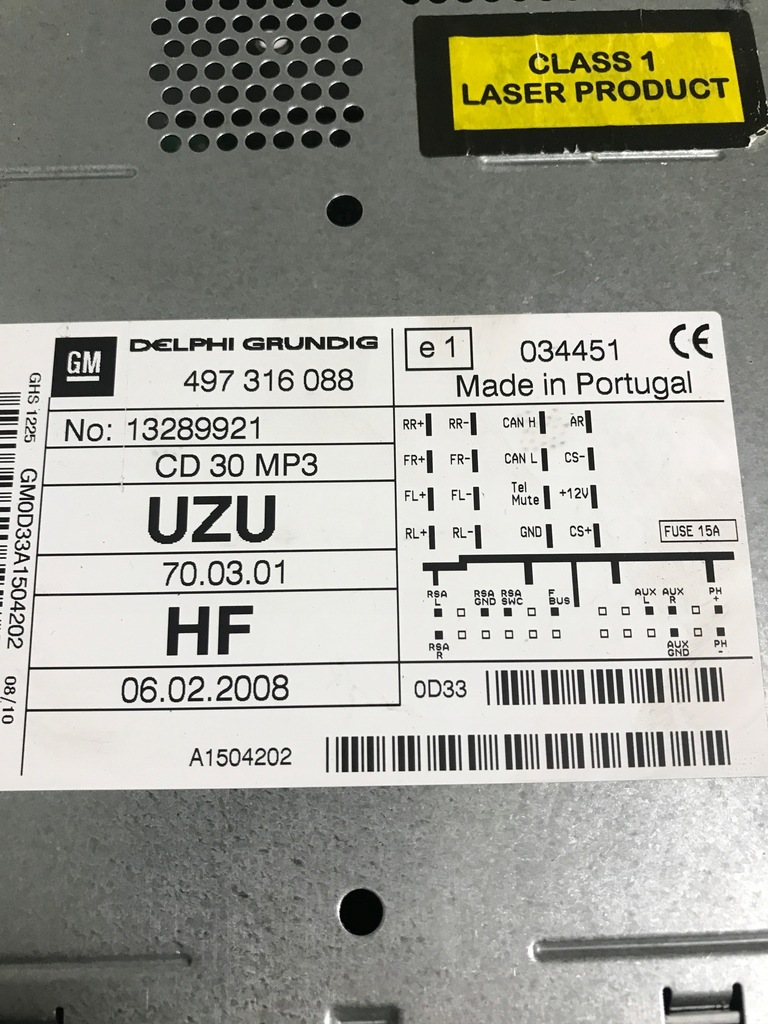 CLASS 1
LASER PRODUCT
GM
DELPHI GRUNDIG
497 316 088
e 1
034451
CE
Made in Portugal
No: 13289921
CD 30 MP3
UZU
70.03.01
HF
06.02.2008
RR+ RR- CAN H AR
FR+ FR- CAN L CS-
FL+ FL- Tel Mute +12V
RL+ RL- GND CS+
FUSE 15A
RSA L RSA GND RSA SWC F BUS AUX L AUX R PH +
RSA R AUX GND PH -
0D33
A1504202
GHS 1225
GM0D33A1504202
08/10